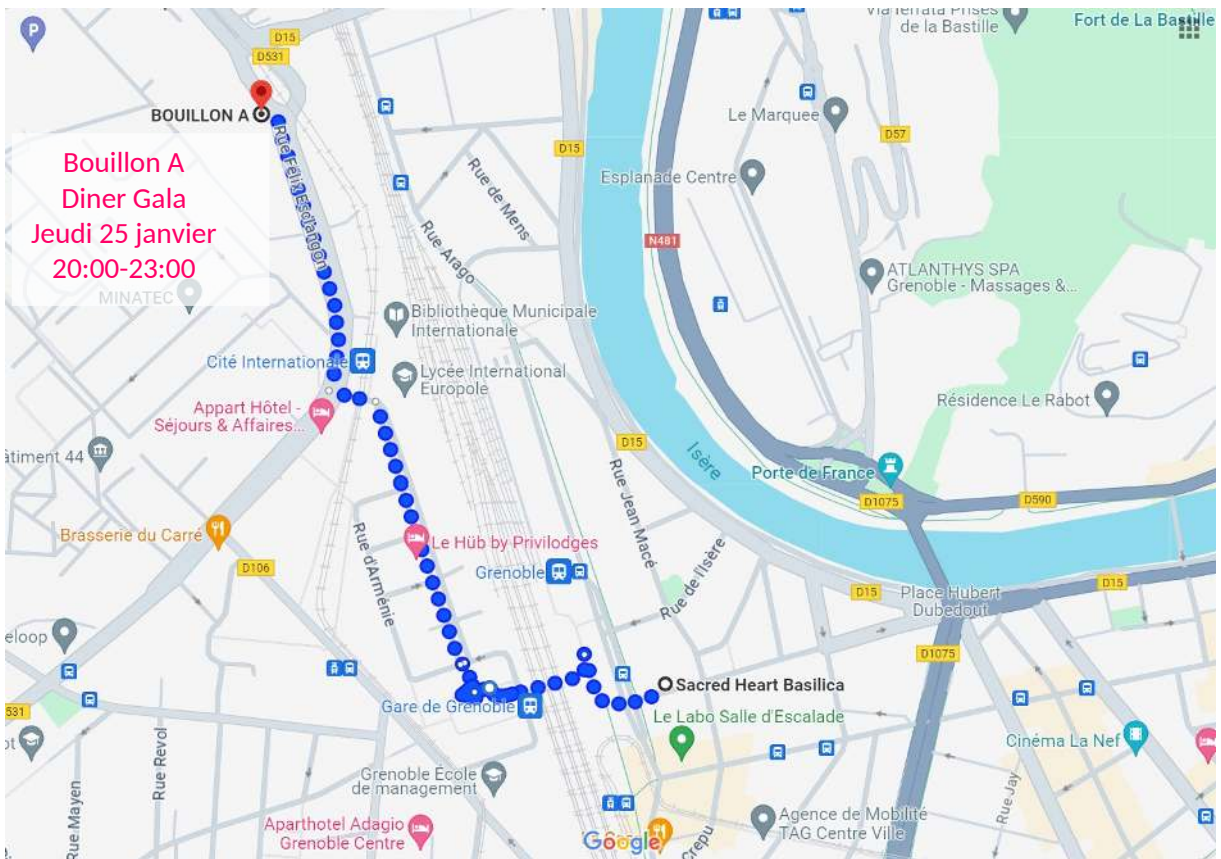 Via ferrata Prises
de la Bastille
Fort de La Bastille
P
D15
D531
BOUILLON A
Rue Félix Esclangon
Bouillon A
Diner Gala
Jeudi 25 janvier
20:00-23:00
MINATEC
Le Marquee
D57
D15
Esplanade Centre
Rue de Mens
Rue Arago
N481
ATLANTHYS SPA
Grenoble - Massages &...
Bibliothèque Municipale
Internationale
Cité Internationale
Lycée International
Europole
Appart Hôtel -
Séjours & Affaires...
Résidence Le Rabot
âtiment 44
D15
Isère
Porte de France
D1075
D590
Rue Jean Macé
Brasserie du Carré
Le Hüb by Privilodges
Rue d'Arménie
Grenoble
D106
Rue de l'Isère
D15
Place Hubert
Dubedout
D15
eloop
D1075
Sacred Heart Basilica
Gare de Grenoble
531
Le Labo Salle d'Escalade
ot
Cinéma La Nef
Rue Revol
Rue Mayen
Grenoble École
de management
Rue Jay
Aparthotel Adagio
Grenoble Centre
Google
Crepu
Agence de Mobilité
TAG Centre Ville